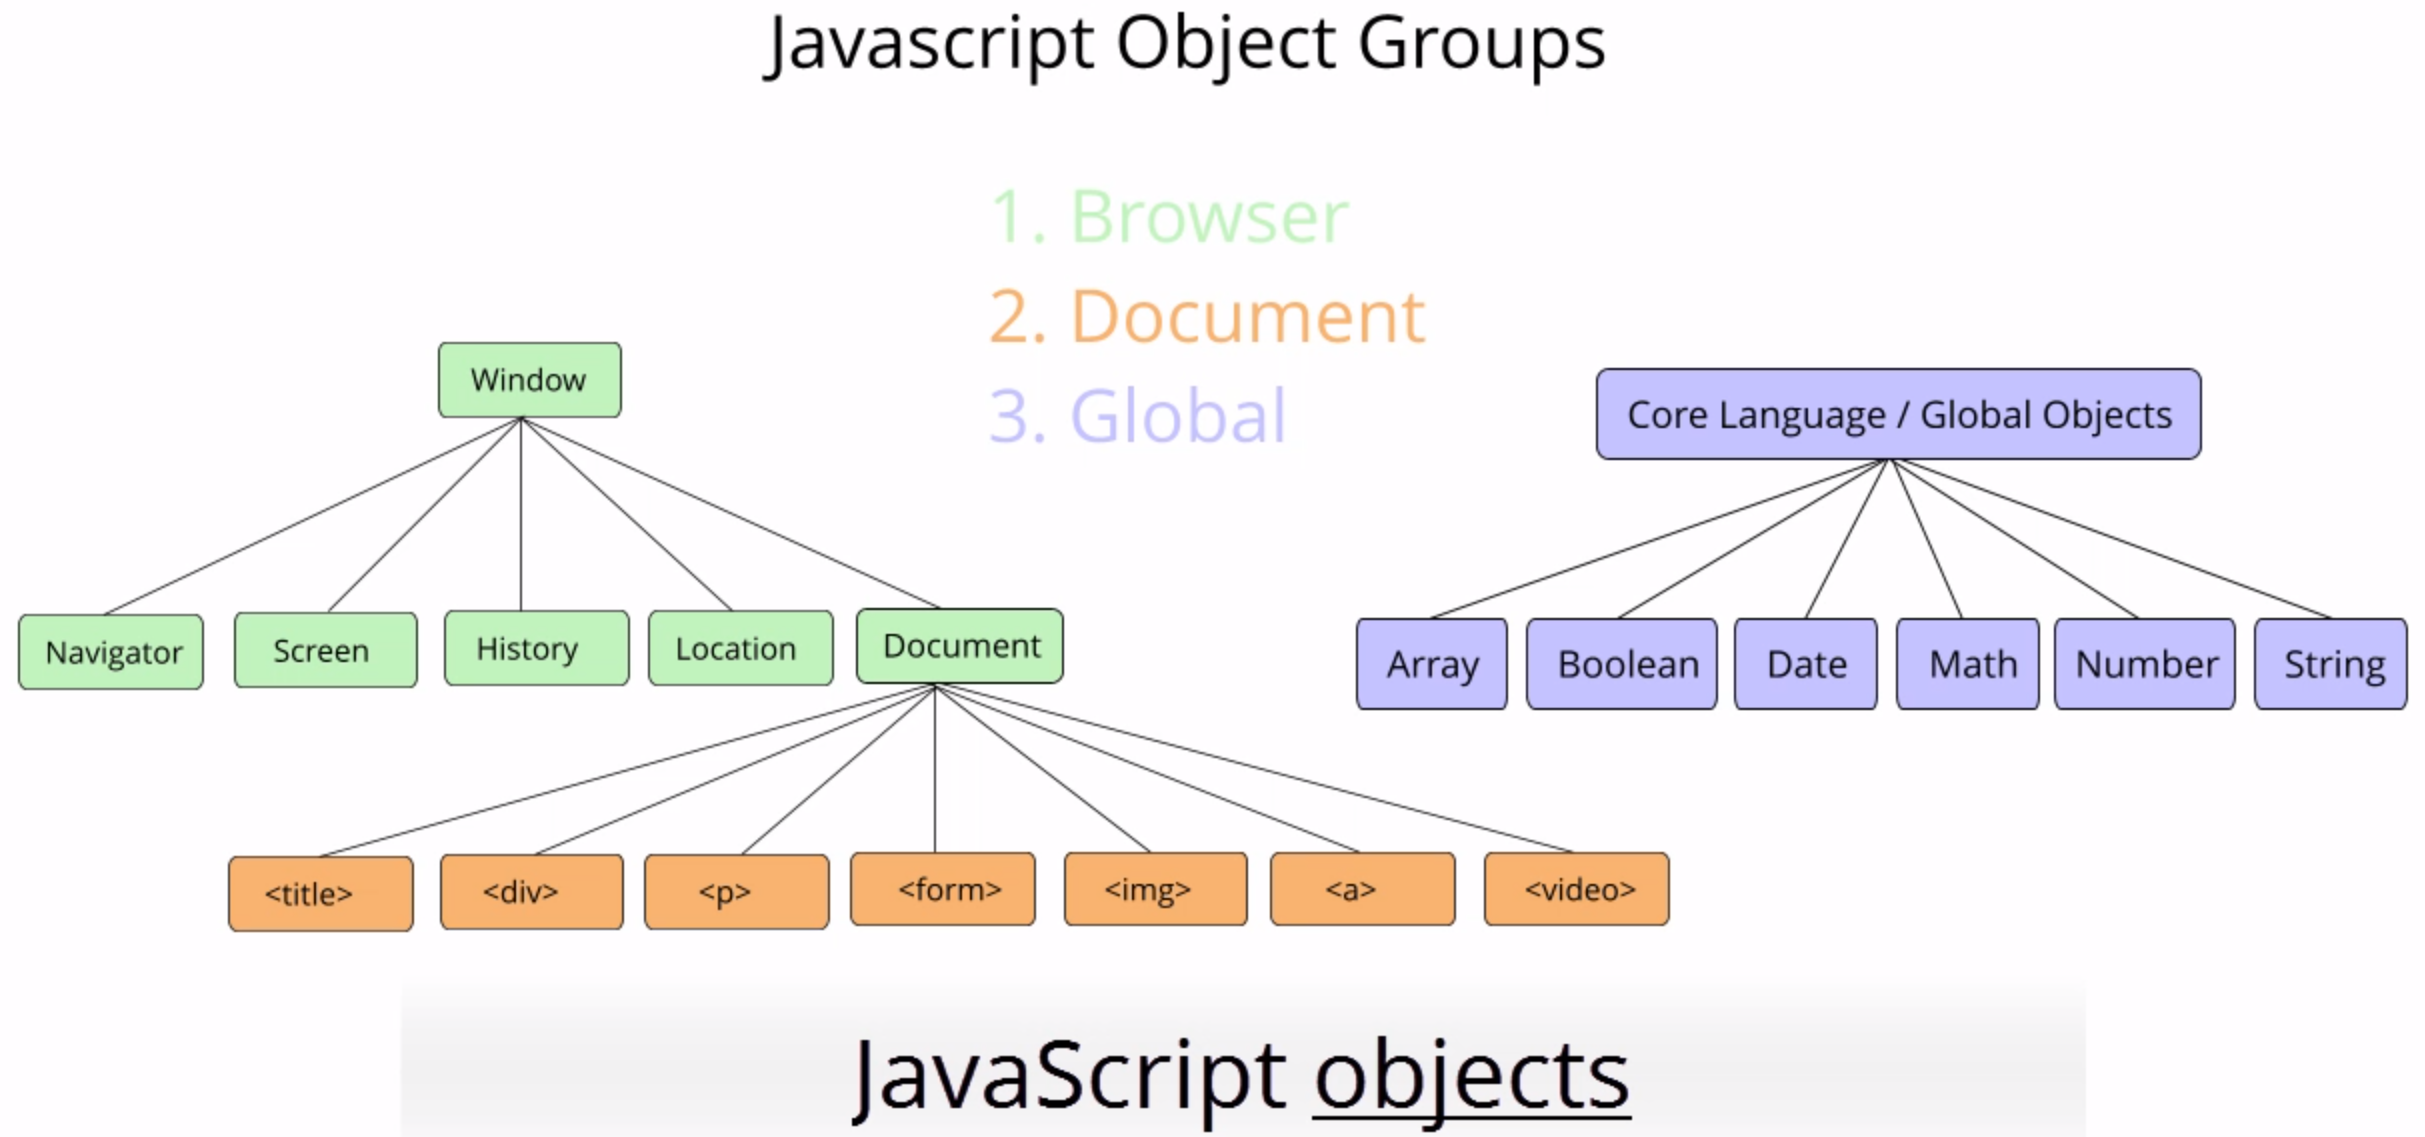 Javascript Object Groups
1. Browser
2. Document
3. Global
Window
Core Language / Global Objects
Navigator
Screen
History
Location
Document
Array
Boolean
Date
Math
Number
String
<title>
<div>
<p>
<form>
<img>
<a>
<video>
JavaScript objects